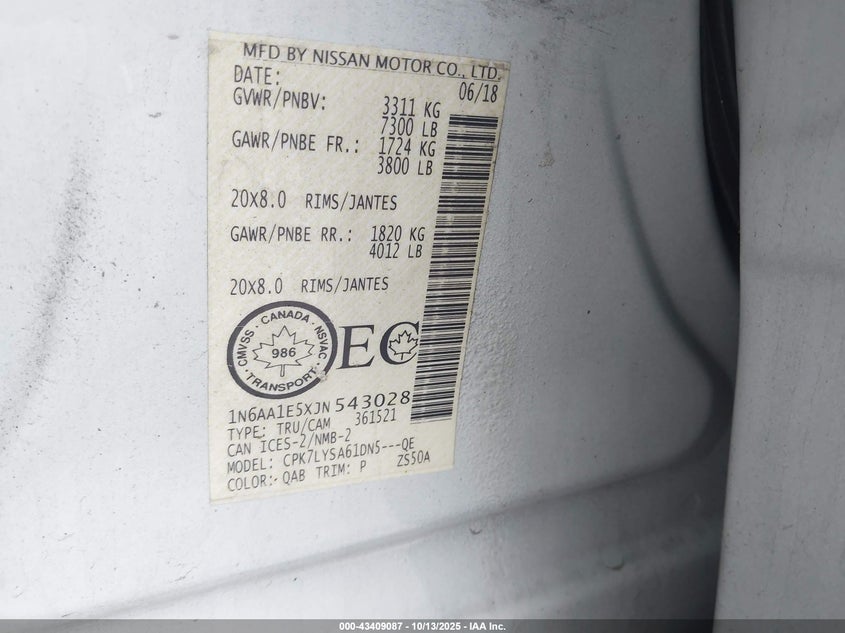 MFD BY NISSAN MOTOR CO., LTD.
DATE: 06/18
GVWR/PNBV: 3311 KG
7300 LB
GAWR/PNBE FR.: 1724 KG
3800 LB
20X8.0 RIMS/JANTES
GAWR/PNBE RR.: 1820 KG
4012 LB
20X8.0 RIMS/JANTES
CANADA · NSVAC · TRANSPORT · CMVSS ·
986
EC
1N6AA1E5XJN543028
TYPE: TRU/CAM 361521
CAN ICES-2/NMB-2
MODEL: CPK7LYSA61DN5---QE
COLOR: QAB TRIM: P ZS50A
000-43409087 - 10/13/2025 - IAA Inc.